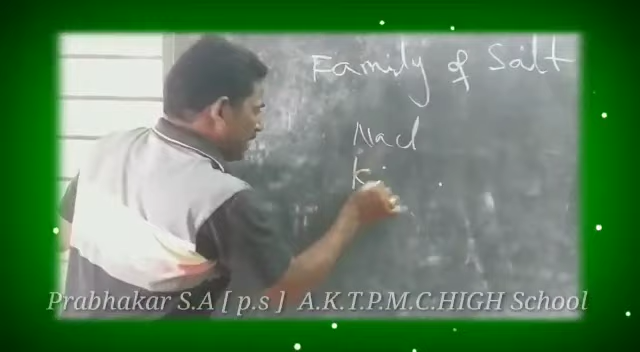 Family of Salt
Nacl
K
Prabhakar S.A [ p.s ] A.K.T.P.M.C.HIGH School